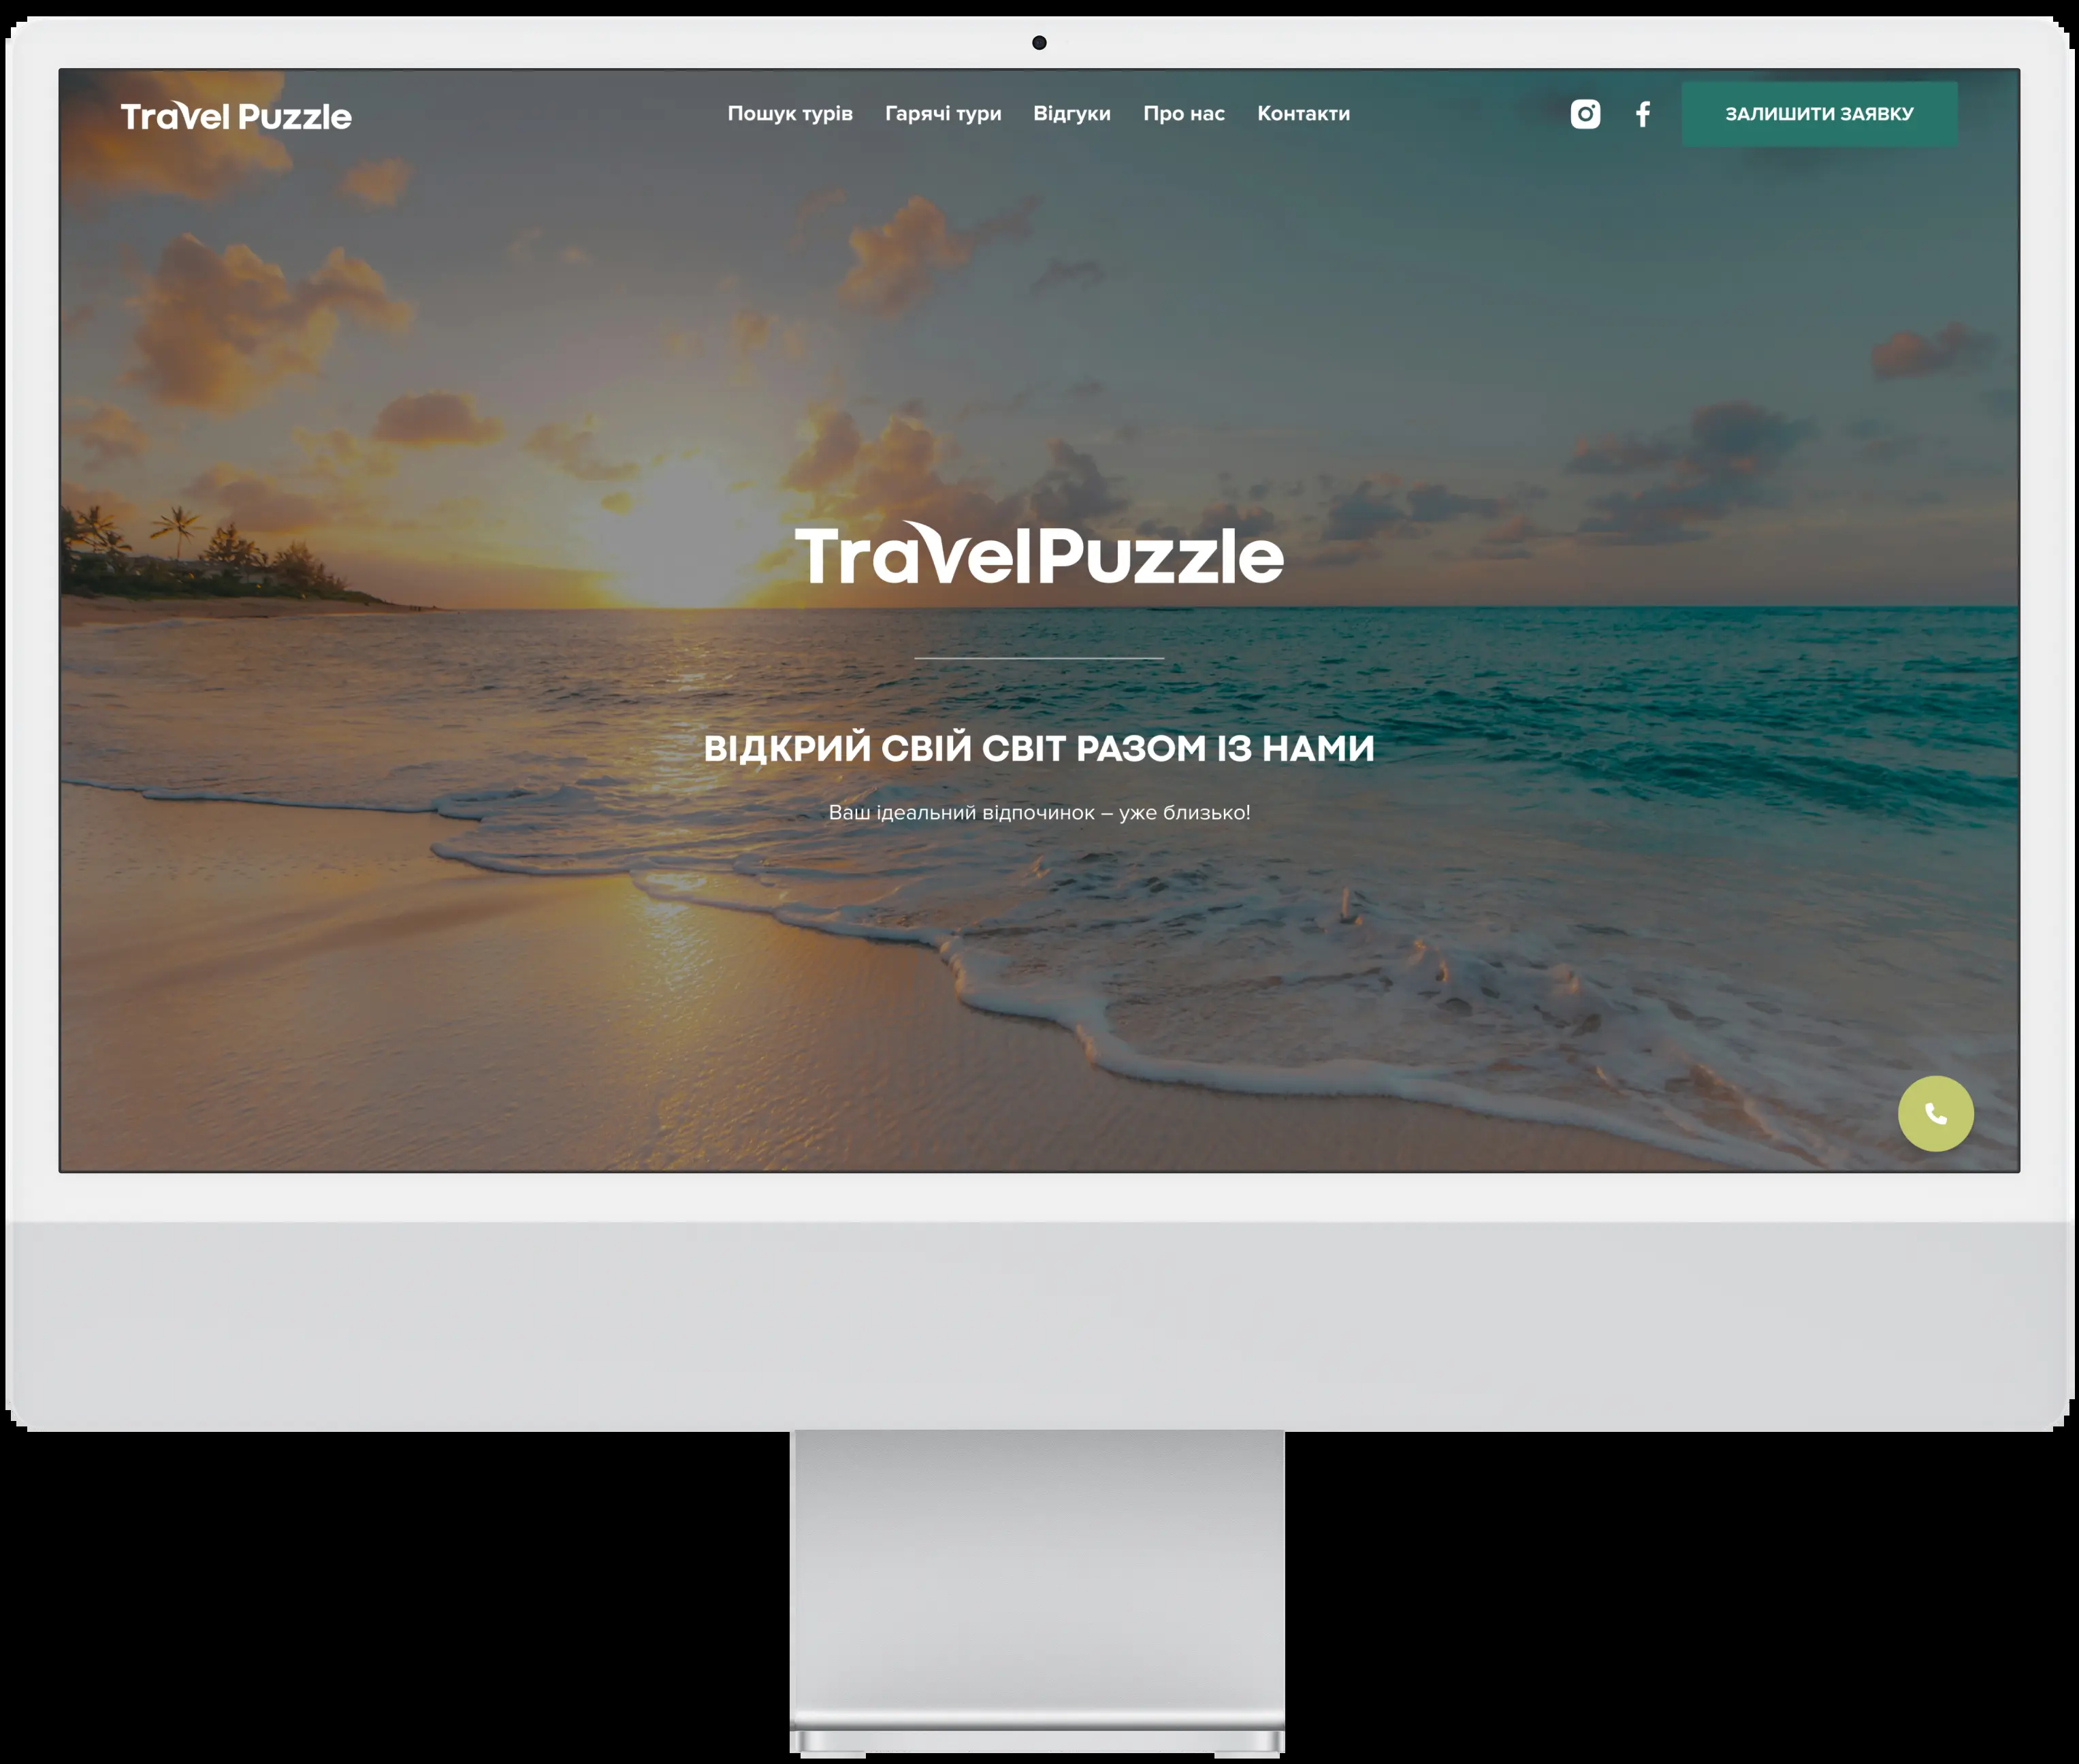 Travel Puzzle
Пошук турів Гарячі тури Відгуки Про нас Контакти
ЗАЛИШИТИ ЗАЯВКУ
TravelPuzzle
ВІДКРИЙ СВІЙ СВІТ РАЗОМ ІЗ НАМИ
Ваш ідеальний відпочинок – уже близько!